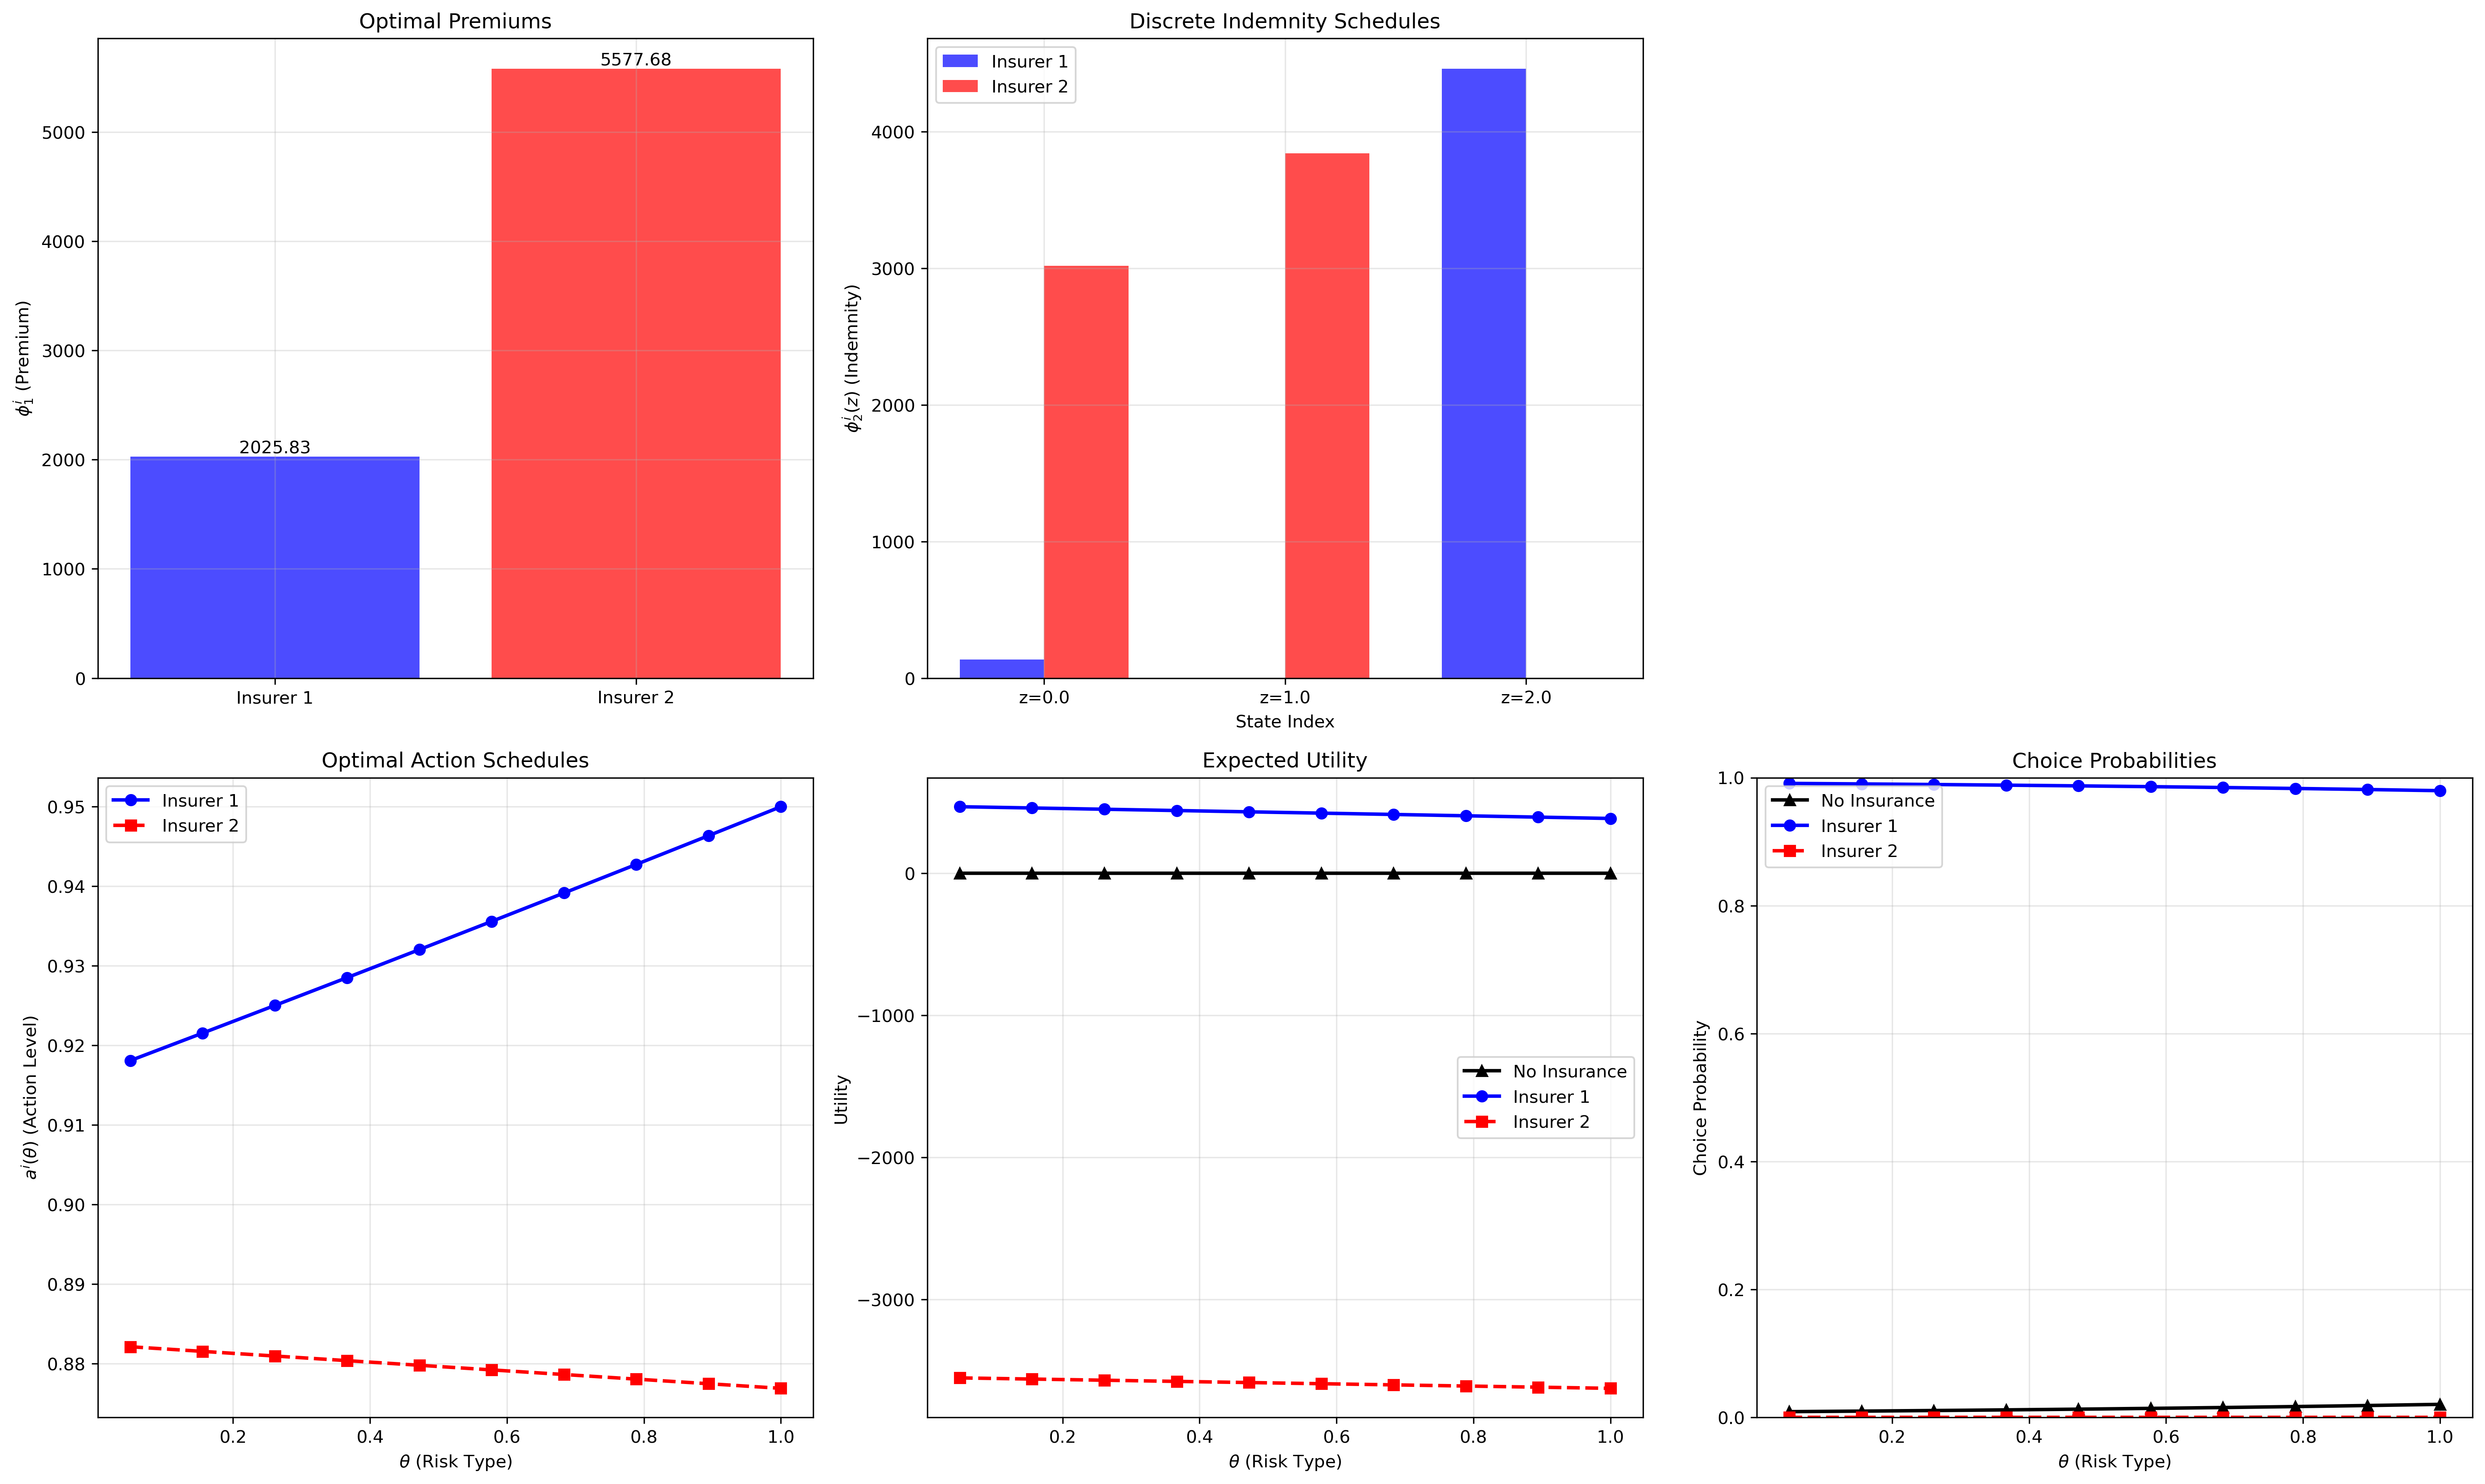 Optimal Premiums
5577.68
2025.83
5000
4000
3000
2000
1000
0
ϕ₁ⁱ (Premium)
Insurer 1
Insurer 2
Discrete Indemnity Schedules
Insurer 1
Insurer 2
4000
3000
2000
1000
0
ϕ₂ⁱ(z) (Indemnity)
z=0.0
z=1.0
z=2.0
State Index
Optimal Action Schedules
Insurer 1
Insurer 2
0.95
0.94
0.93
0.92
0.91
0.90
0.89
0.88
aⁱ(θ) (Action Level)
0.2
0.4
0.6
0.8
1.0
θ (Risk Type)
Expected Utility
0
−1000
−2000
−3000
Utility
No Insurance
Insurer 1
Insurer 2
0.2
0.4
0.6
0.8
1.0
θ (Risk Type)
Choice Probabilities
No Insurance
Insurer 1
Insurer 2
1.0
0.8
0.6
0.4
0.2
0.0
Choice Probability
0.2
0.4
0.6
0.8
1.0
θ (Risk Type)